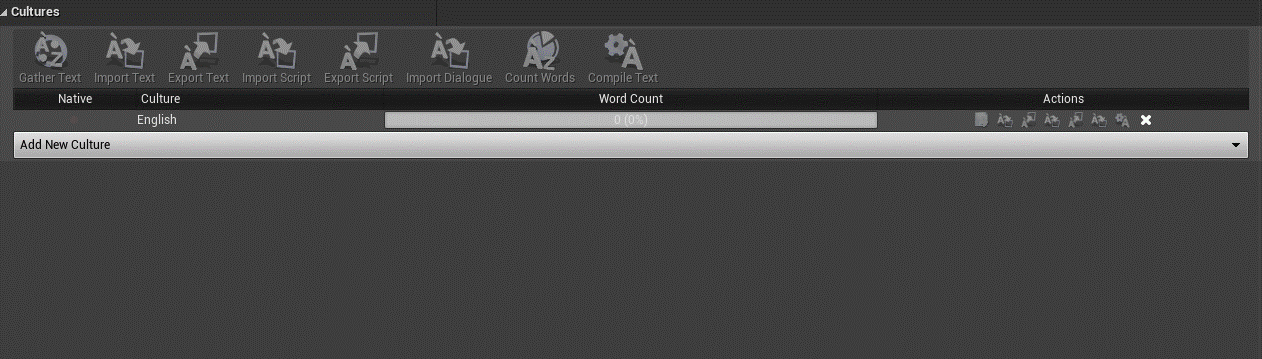 Cultures
Gather Text Import Text Export Text Import Script Export Script Import Dialogue Count Words Compile Text
Native Culture Word Count Actions
English 0 (0%)
Add New Culture